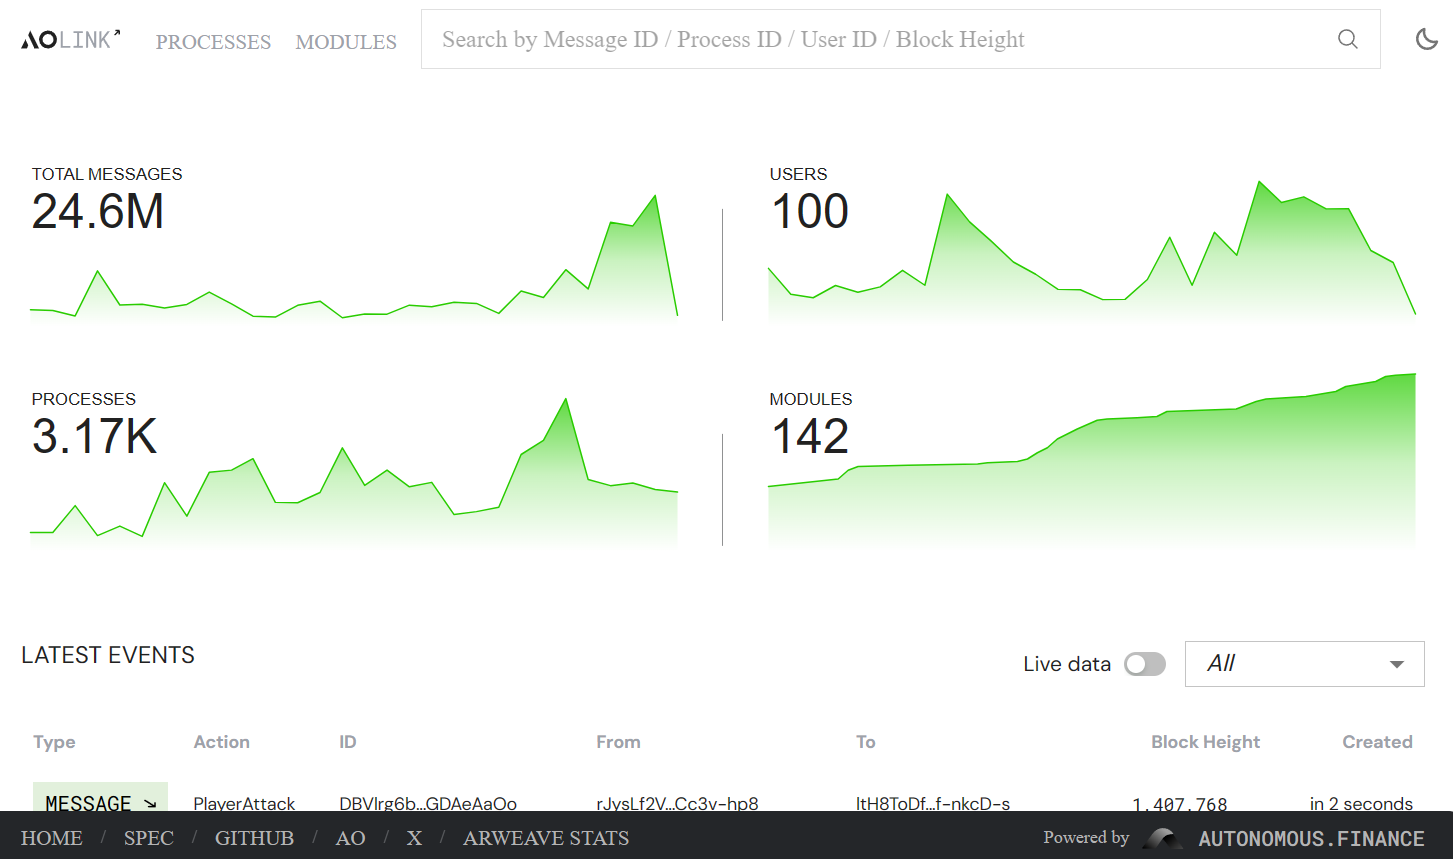 AOLINK
PROCESSES
MODULES
Search by Message ID / Process ID / User ID / Block Height
TOTAL MESSAGES
24.6M
USERS
100
PROCESSES
3.17K
MODULES
142
LATEST EVENTS
Live data
All
Type Action ID From To Block Height Created
MESSAGE PlayerAttack DBVlrg6b...GDAeAaOo rJysLf2V...Cc3v-hp8 ItH8ToDf...f-nkcD-s 1,407,768 in 2 seconds
HOME / SPEC / GITHUB / AO / X / ARWEAVE STATS
Powered by AUTONOMOUS.FINANCE